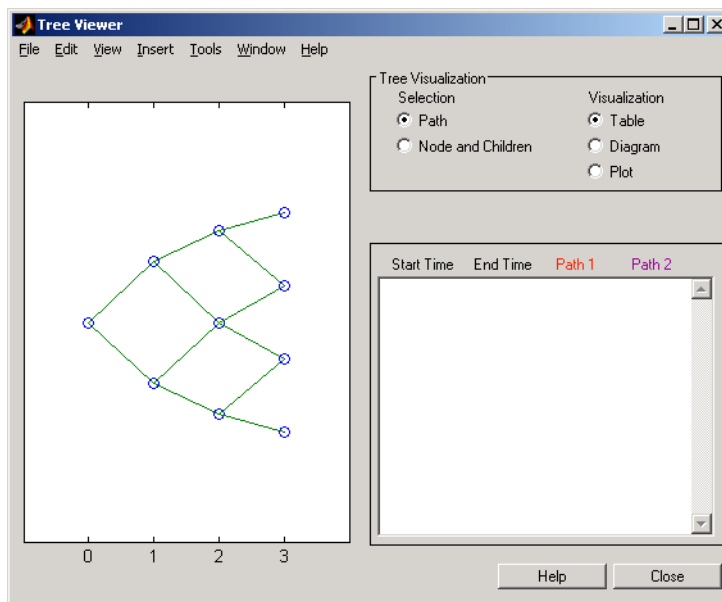 Tree Viewer
File Edit View Insert Tools Window Help
Tree Visualization
Selection Visualization
Path Table
Node and Children Diagram
Plot
Start Time End Time Path 1 Path 2
0 1 2 3
Help Close